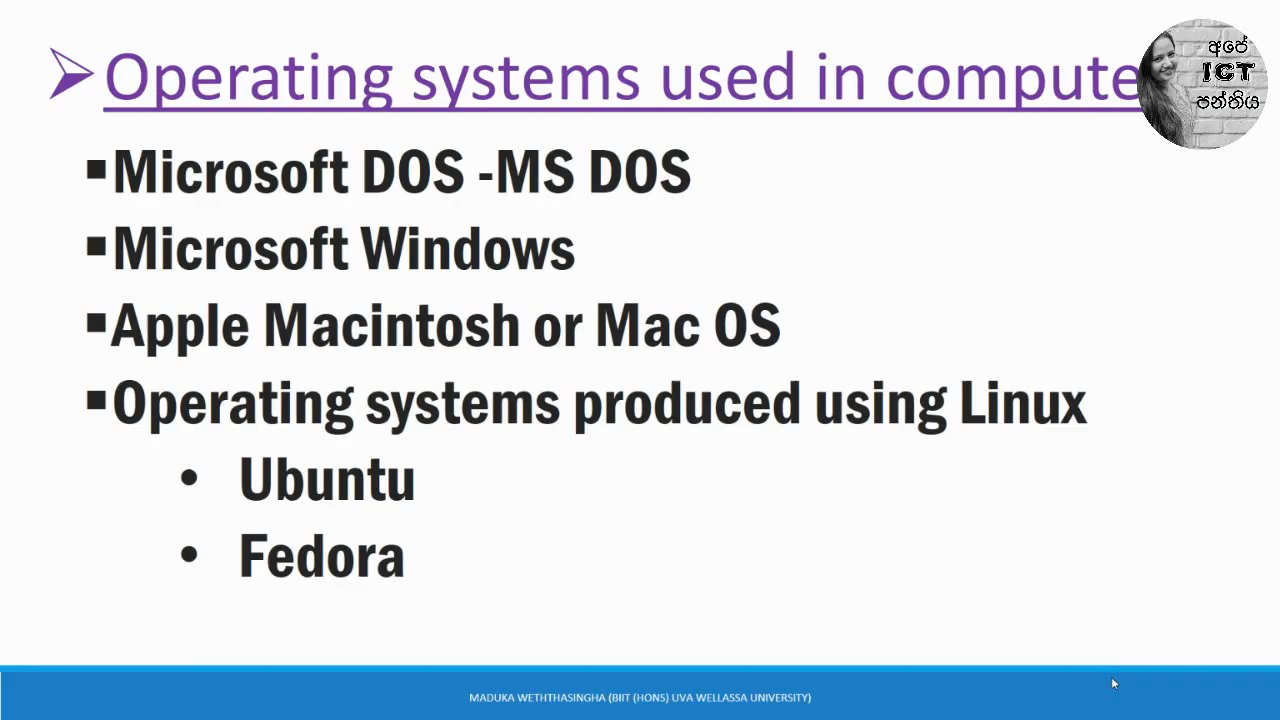 Operating systems used in compute
අපේ
ICT
පන්තිය
▪Microsoft DOS -MS DOS
▪Microsoft Windows
▪Apple Macintosh or Mac OS
▪Operating systems produced using Linux
• Ubuntu
• Fedora
MADUKA WETHTHASINGHA (BIIT (HONS) UVA WELLASSA UNIVERSITY)